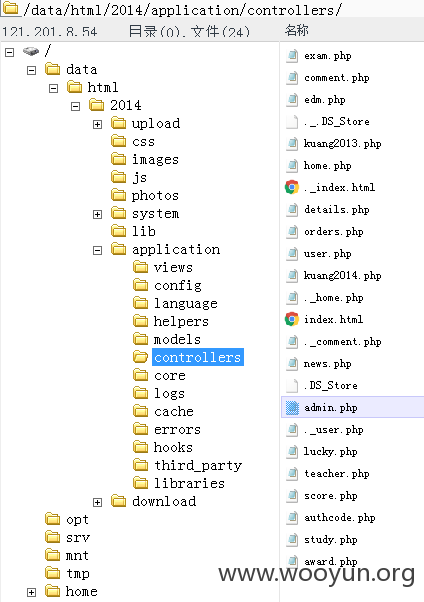 /data/html/2014/application/controllers/
121.201.8.54 目录(0),文件(24) 名称
/
data
html
2014
upload
css
images
js
photos
system
lib
application
views
config
language
helpers
models
controllers
core
logs
cache
errors
hooks
third_party
libraries
download
opt
srv
mnt
tmp
home
exam.php
comment.php
edm.php
._.DS_Store
kuang2013.php
home.php
._index.html
details.php
orders.php
user.php
kuang2014.php
._home.php
index.html
._comment.php
news.php
.DS_Store
admin.php
._user.php
lucky.php
teacher.php
score.php
authcode.php
study.php
award.php
www.wooyun.org